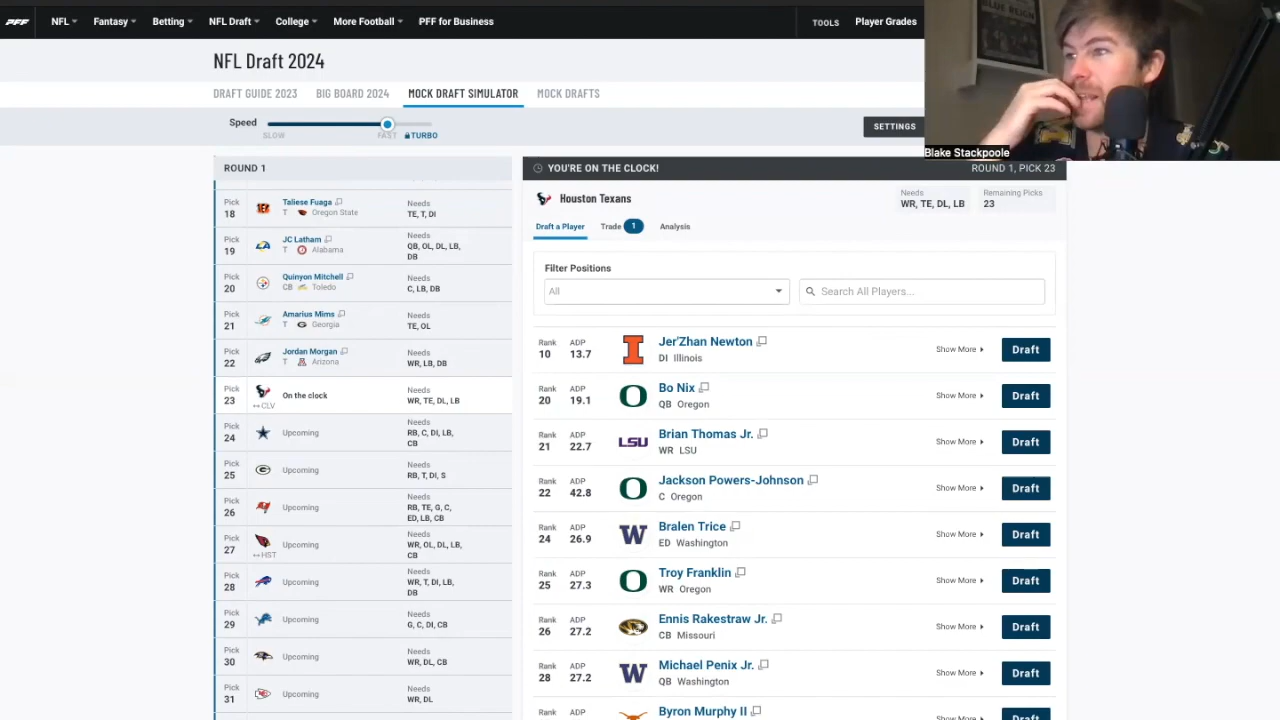 PFF
NFL
Fantasy
Betting
NFL Draft
College
More Football
PFF for Business
TOOLS
Player Grades
BLUE REIGN
NFL Draft 2024
DRAFT GUIDE 2023
BIG BOARD 2024
MOCK DRAFT SIMULATOR
MOCK DRAFTS
Speed
SLOW
FAST
TURBO
SETTINGS
Blake Stackpoole
ROUND 1
Pick
18
Taliese Fuaga
T Oregon State
Needs
TE, T, DI
Pick
19
JC Latham
T Alabama
Needs
QB, OL, DL, LB,
DB
Pick
20
Quinyon Mitchell
CB Toledo
Needs
C, LB, DB
Pick
21
Amarius Mims
T Georgia
Needs
TE, OL
Pick
22
Jordan Morgan
T Arizona
Needs
WR, LB, DB
Pick
23
CLV
On the clock
Needs
WR, TE, DL, LB
Pick
24
Upcoming
Needs
RB, C, DI, LB,
CB
Pick
25
Upcoming
Needs
RB, T, DI, S
Pick
26
Upcoming
Needs
RB, TE, G, C,
ED, LB, CB
Pick
27
HST
Upcoming
Needs
WR, OL, DL, LB,
CB
Pick
28
Upcoming
Needs
WR, T, DI, LB,
DB
Pick
29
Upcoming
Needs
G, C, DI, CB
Pick
30
Upcoming
Needs
WR, DL, CB
Pick
31
Upcoming
Needs
WR, DL
YOU'RE ON THE CLOCK!
ROUND 1, PICK 23
Houston Texans
Needs
WR, TE, DL, LB
Remaining Picks
23
Draft a Player
Trade 1
Analysis
Filter Positions
All
Search All Players...
Rank
10
ADP
13.7
Jer'Zhan Newton
DI Illinois
Show More
Draft
Rank
20
ADP
19.1
Bo Nix
QB Oregon
Show More
Draft
Rank
21
ADP
22.7
LSU
Brian Thomas Jr.
WR LSU
Show More
Draft
Rank
22
ADP
42.8
Jackson Powers-Johnson
C Oregon
Show More
Draft
Rank
24
ADP
26.9
Bralen Trice
ED Washington
Show More
Draft
Rank
25
ADP
27.3
Troy Franklin
WR Oregon
Show More
Draft
Rank
26
ADP
27.2
Ennis Rakestraw Jr.
CB Missouri
Show More
Draft
Rank
28
ADP
27.2
Michael Penix Jr.
QB Washington
Show More
Draft
Rank
ADP
Byron Murphy II
Show More
Draft